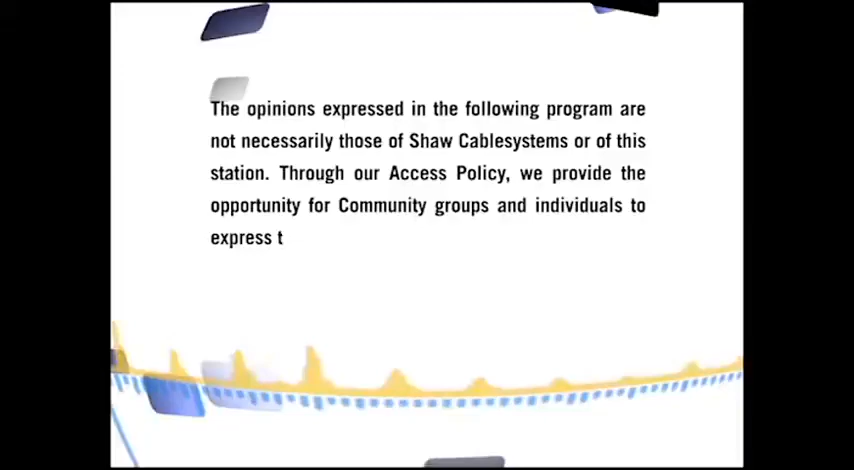 The opinions expressed in the following program are
not necessarily those of Shaw Cablesystems or of this
station. Through our Access Policy, we provide the
opportunity for Community groups and individuals to
express t